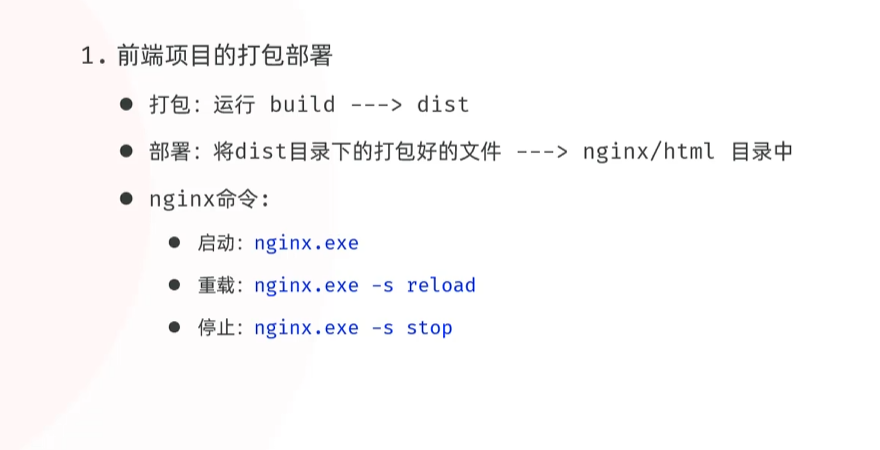 1. 前端项目的打包部署
● 打包: 运行 build ---> dist
● 部署: 将dist目录下的打包好的文件 ---> nginx/html 目录中
● nginx命令:
● 启动: nginx.exe
● 重载: nginx.exe -s reload
● 停止: nginx.exe -s stop